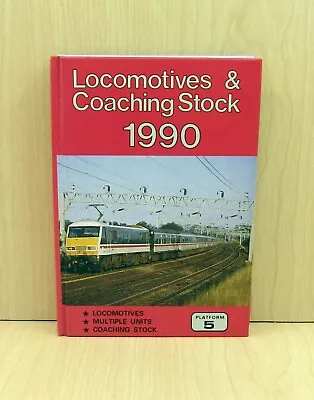 Locomotives &
Coaching Stock
1990
★ LOCOMOTIVES
★ MULTIPLE UNITS
★ COACHING STOCK
PLATFORM
5